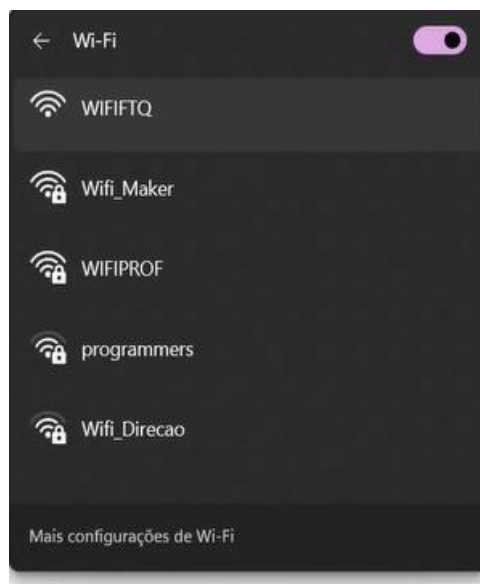 Wi-Fi
WIFIFTQ
Wifi_Maker
WIFIPROF
programmers
Wifi_Direcao
Mais configurações de Wi-Fi